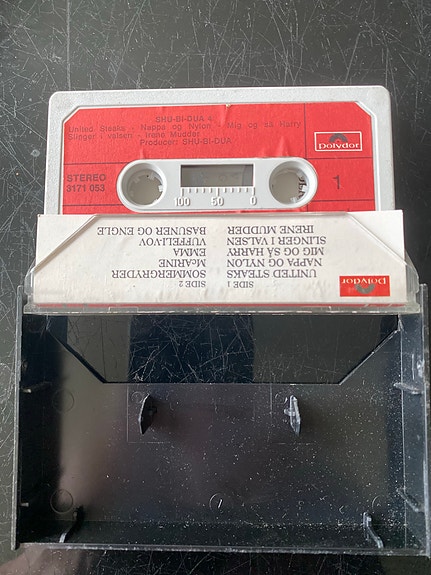 SHU-BI-DUA 4
United Steaks - Nappa og Nylon - Mig og så Harry
Slinger i valsen - Irene Mudder
Producer: SHU-BI-DUA
polydor
STEREO
3171 053
1
100 50 0
polydor
SIDE 1
UNITED STEAKS
NAPPA OG NYLON
MIG OG SÅ HARRY
SLINGER I VALSEN
IRENE MUDDER
SIDE 2
SOMMERGRYDER
MCARINE
EMMA
VUFFELI-VOV
BASUNER OG ENGLE